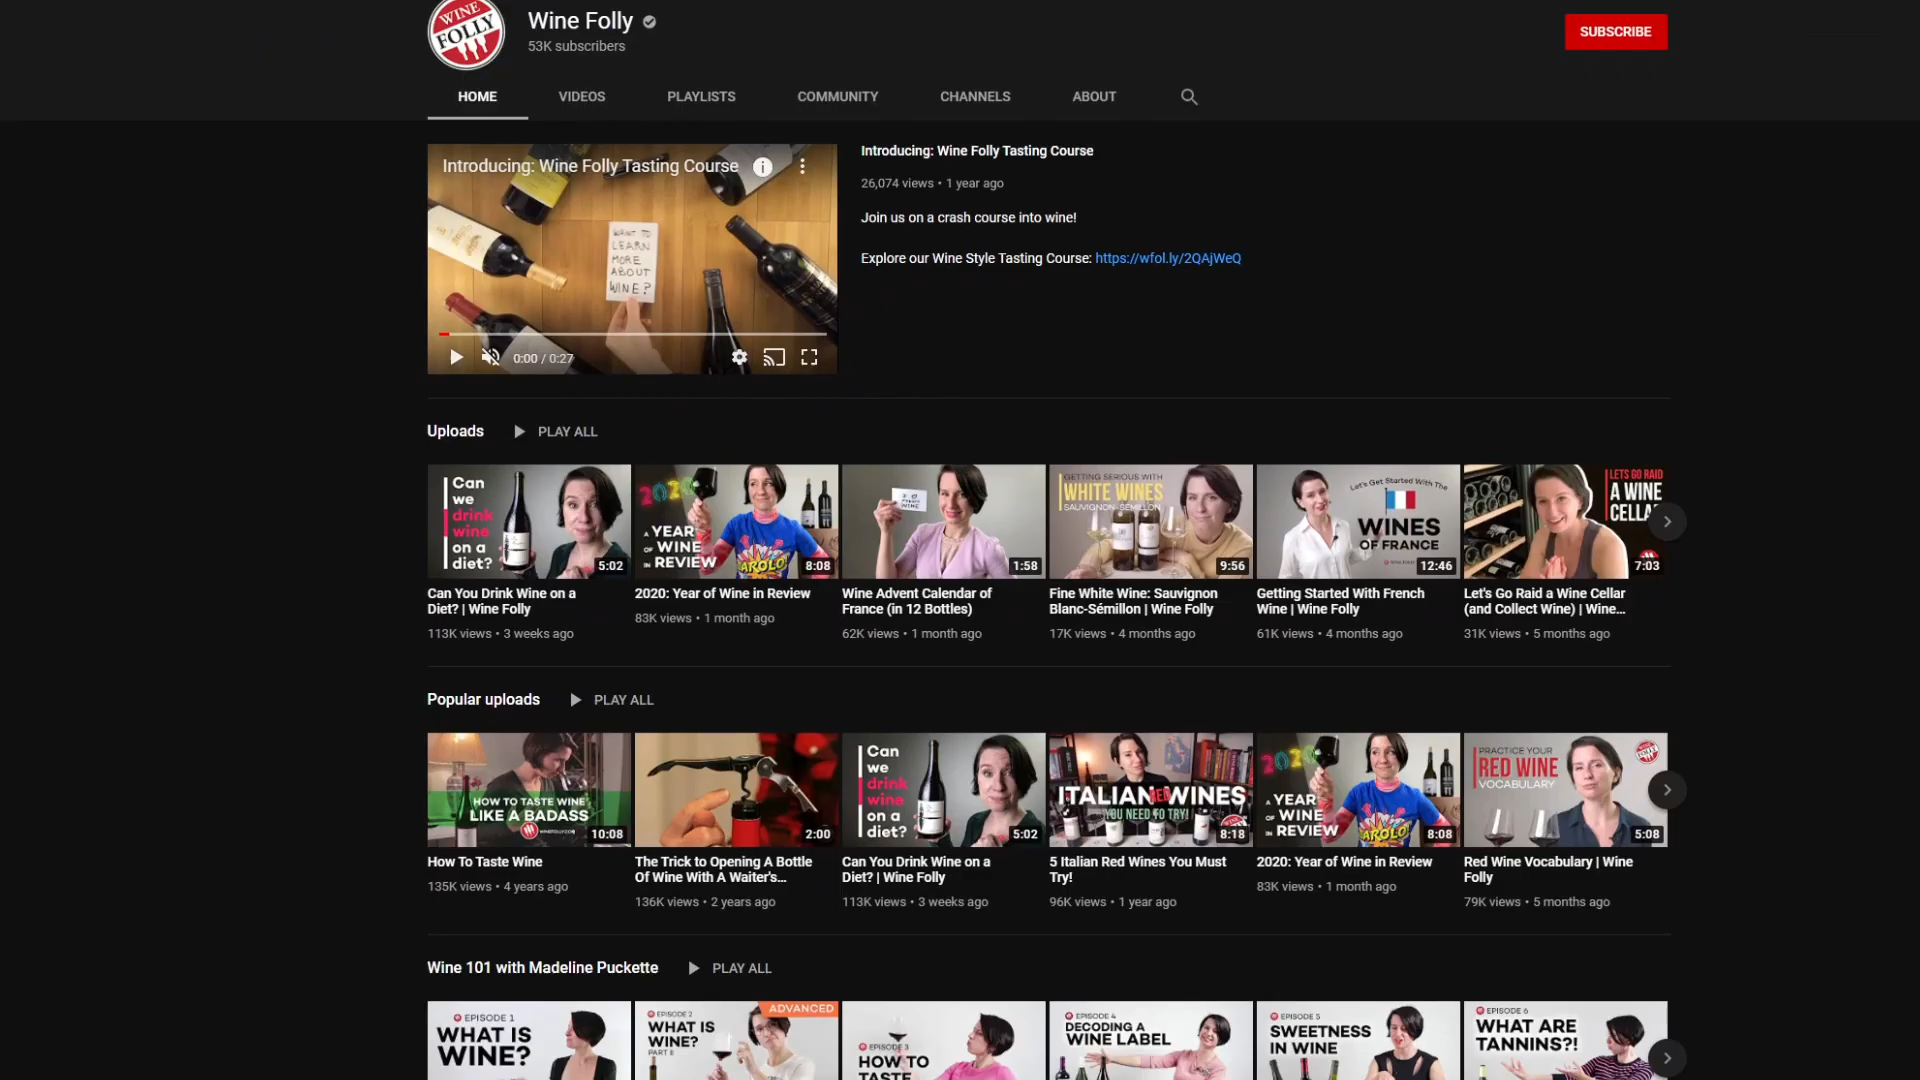 WINE
FOLLY
Wine Folly
53K subscribers
SUBSCRIBE
HOME
VIDEOS
PLAYLISTS
COMMUNITY
CHANNELS
ABOUT
Introducing: Wine Folly Tasting Course
WANT TO
LEARN
MORE
ABOUT
WINE?
0:00 / 0:27
Introducing: Wine Folly Tasting Course
26,074 views • 1 year ago
Join us on a crash course into wine!
Explore our Wine Style Tasting Course: https://wfol.ly/2QAjWeQ
Uploads
PLAY ALL
Can
we
drink
wine
on a
diet?
5:02
Can You Drink Wine on a
Diet? | Wine Folly
113K views • 3 weeks ago
2020
A YEAR
OF WINE
IN REVIEW
BAROLO!
8:08
2020: Year of Wine in Review
83K views • 1 month ago
1:58
Wine Advent Calendar of
France (in 12 Bottles)
62K views • 1 month ago
GETTING SERIOUS WITH
WHITE WINES
SAUVIGNON-SÉMILLON
9:56
Fine White Wine: Sauvignon
Blanc-Sémillon | Wine Folly
17K views • 4 months ago
Let's Get Started With The
WINES
OF FRANCE
WINE FOLLY
12:46
Getting Started With French
Wine | Wine Folly
61K views • 4 months ago
LETS GO RAID
A WINE
CELLAR
7:03
Let's Go Raid a Wine Cellar
(and Collect Wine) | Wine...
31K views • 5 months ago
Popular uploads
PLAY ALL
HOW TO TASTE WINE
LIKE A BADASS
10:08
How To Taste Wine
135K views • 4 years ago
2:00
The Trick to Opening A Bottle
Of Wine With A Waiter's...
136K views • 2 years ago
Can
we
drink
wine
on a
diet?
5:02
Can You Drink Wine on a
Diet? | Wine Folly
113K views • 3 weeks ago
ITALIAN RED WINES
YOU NEED TO TRY!
8:18
5 Italian Red Wines You Must
Try!
96K views • 1 year ago
2020
A YEAR
OF WINE
IN REVIEW
BAROLO!
8:08
2020: Year of Wine in Review
83K views • 1 month ago
PRACTICE YOUR
RED WINE
VOCABULARY
5:08
Red Wine Vocabulary | Wine
Folly
79K views • 5 months ago
Wine 101 with Madeline Puckette
PLAY ALL
EPISODE 1
WHAT IS
WINE?
ADVANCED
EPISODE 2
WHAT IS
WINE?
PART II
EPISODE 3
HOW TO
TASTE
EPISODE 4
DECODING A
WINE LABEL
EPISODE 5
SWEETNESS
IN WINE
EPISODE 6
WHAT ARE
TANNINS?!